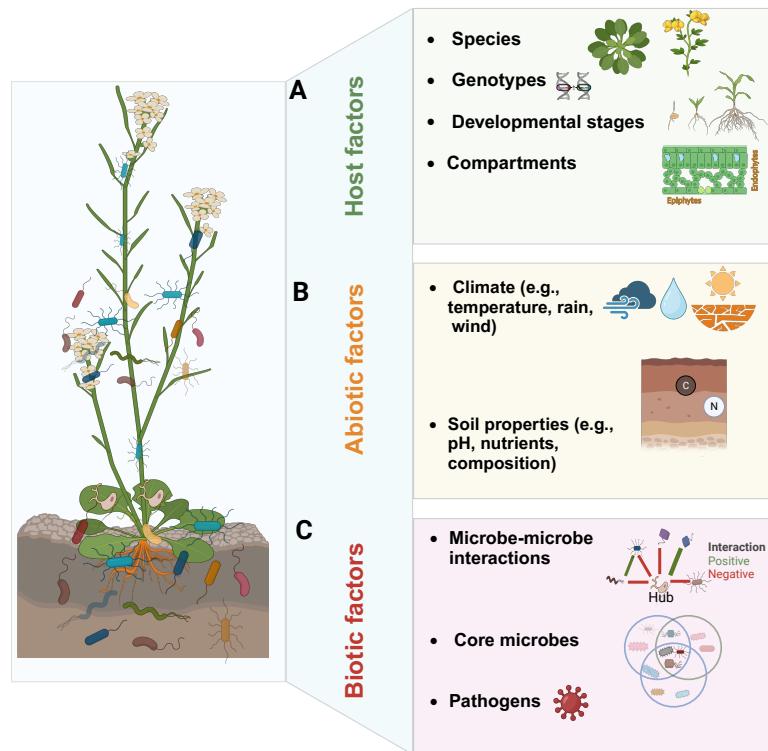 A
Host factors
• Species
• Genotypes
• Developmental stages
• Compartments
Epiphytes
Endophytes
B
Abiotic factors
• Climate (e.g.,
temperature, rain,
wind)
C
N
• Soil properties (e.g.,
pH, nutrients,
composition)
C
Biotic factors
• Microbe-microbe
interactions
Interaction
Positive
Negative
Hub
• Core microbes
• Pathogens